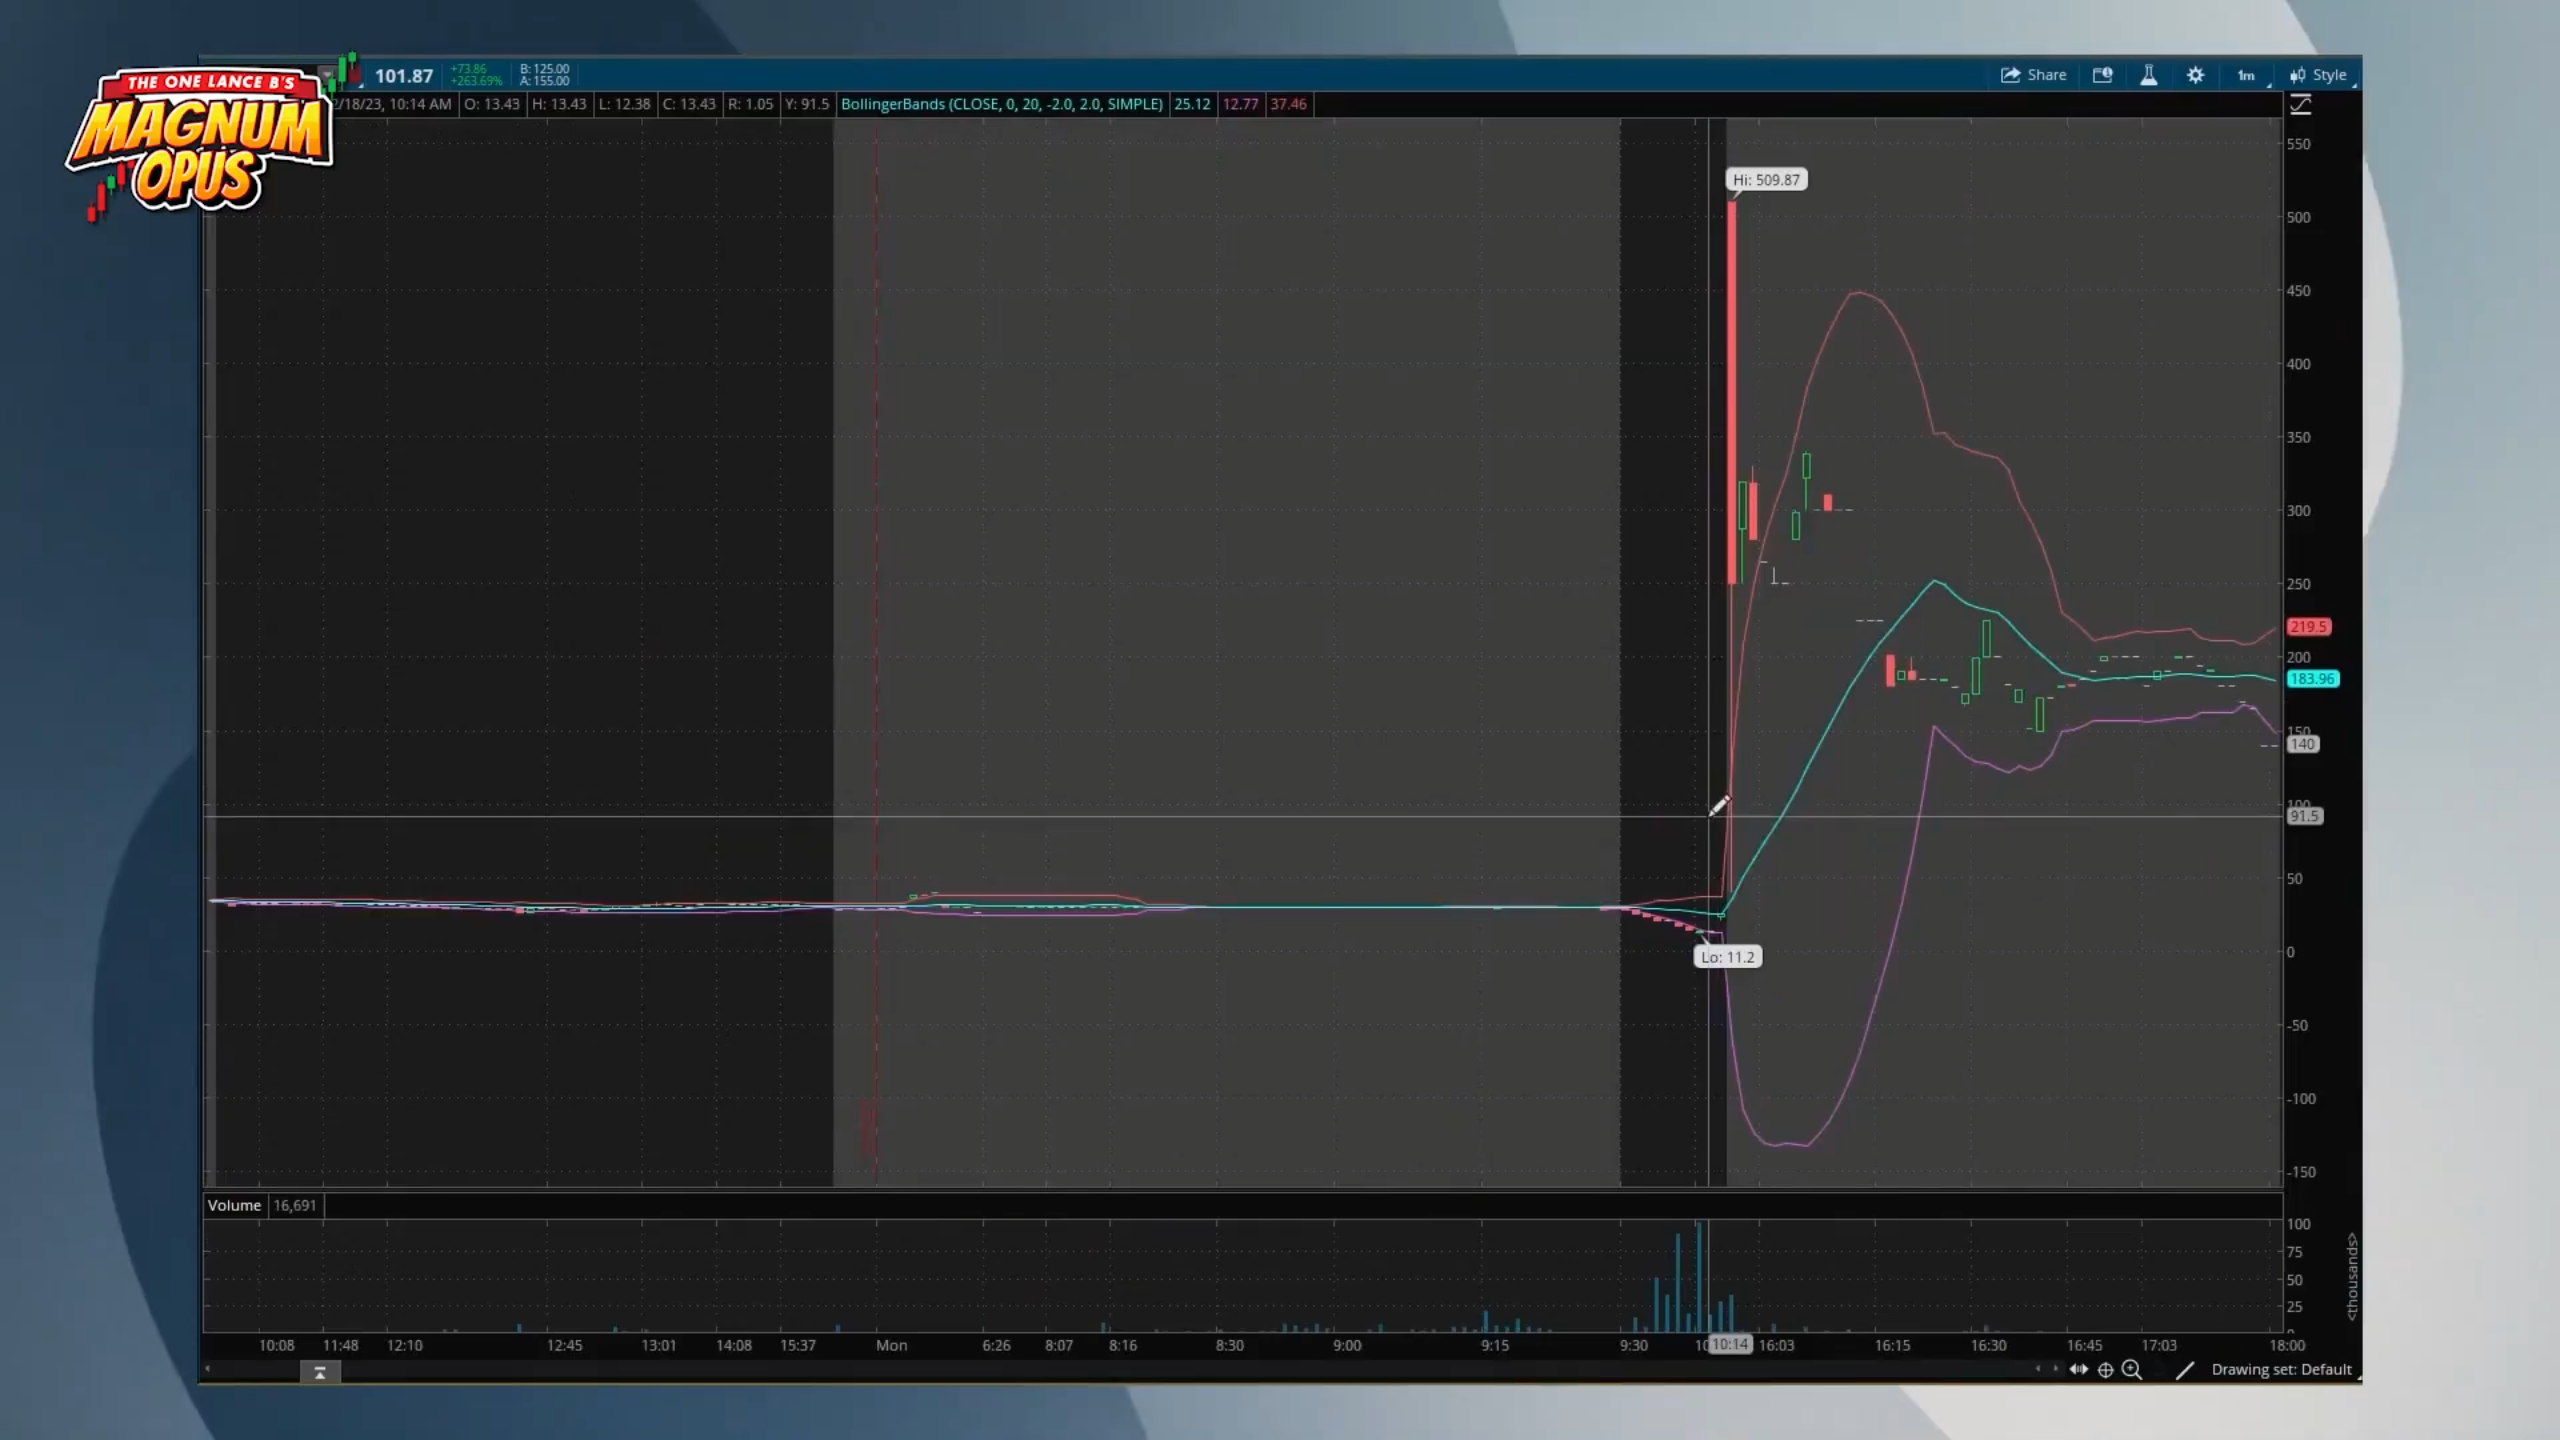 THE ONE LANCE B'S
MAGNUM
OPUS
101.87
+73.86
+263.69%
B: 125.00
A: 155.00
Share
1m
Style
/18/23, 10:14 AM
O: 13.43
H: 13.43
L: 12.38
C: 13.43
R: 1.05
Y: 91.5
BollingerBands (CLOSE, 0, 20, -2.0, 2.0, SIMPLE)
25.12
12.77
37.46
550
Hi: 509.87
500
450
400
350
300
250
219.5
200
183.96
150
140
100
91.5
50
0
Lo: 11.2
-50
-100
-150
Volume
16,691
100
75
50
25
<thousands>
10:08
11:48
12:10
12:45
13:01
14:08
15:37
Mon
6:26
8:07
8:16
8:30
9:00
9:15
9:30
10:14
16:03
16:15
16:30
16:45
17:03
18:00
Drawing set: Default